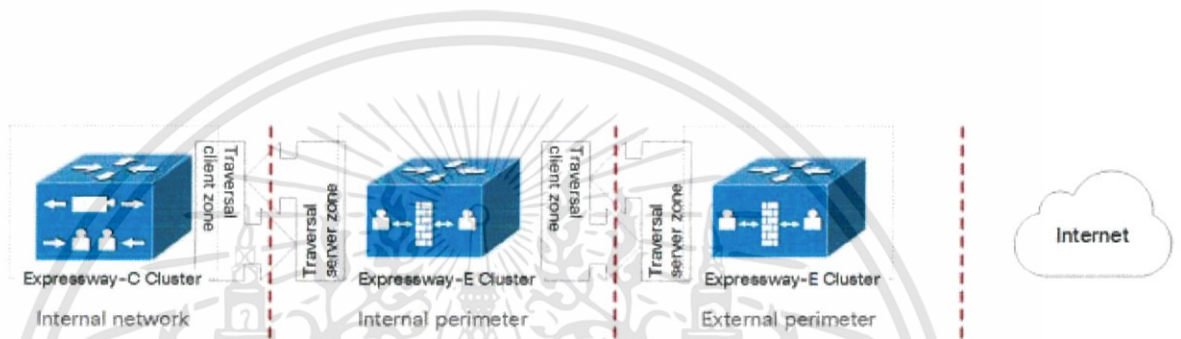 Traversal
client zone
Traversal
server zone
Traversal
client zone
Traversal
server zone
Internet
Expressway-C Cluster
Expressway-E Cluster
Expressway-E Cluster
Internal network
Internal perimeter
External perimeter